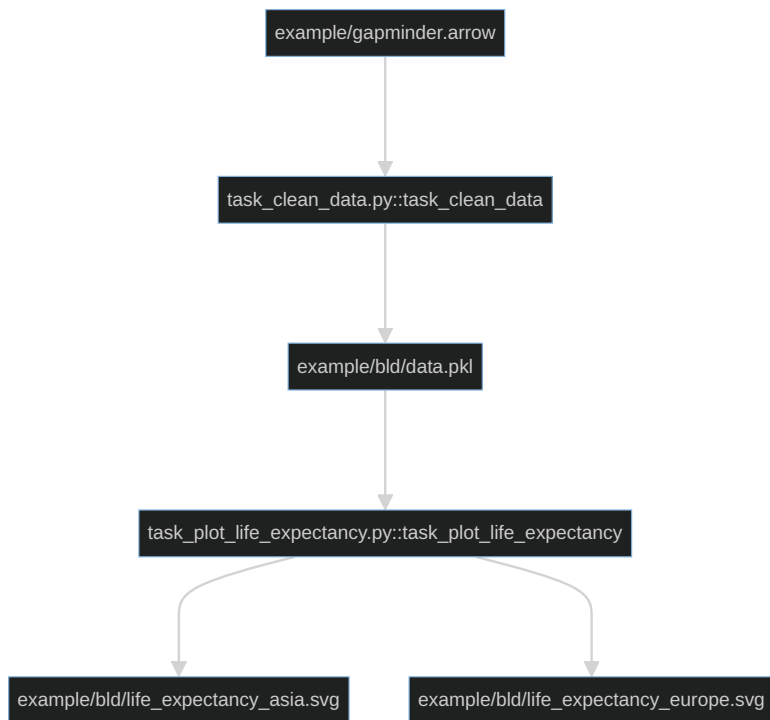 example/gapminder.arrow
task_clean_data.py::task_clean_data
example/bld/data.pkl
task_plot_life_expectancy.py::task_plot_life_expectancy
example/bld/life_expectancy_asia.svg
example/bld/life_expectancy_europe.svg